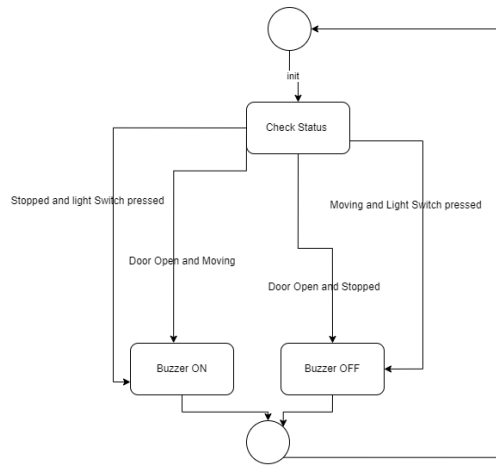 init
Check Status
Stopped and light Switch pressed
Moving and Light Switch pressed
Door Open and Moving
Door Open and Stopped
Buzzer ON
Buzzer OFF